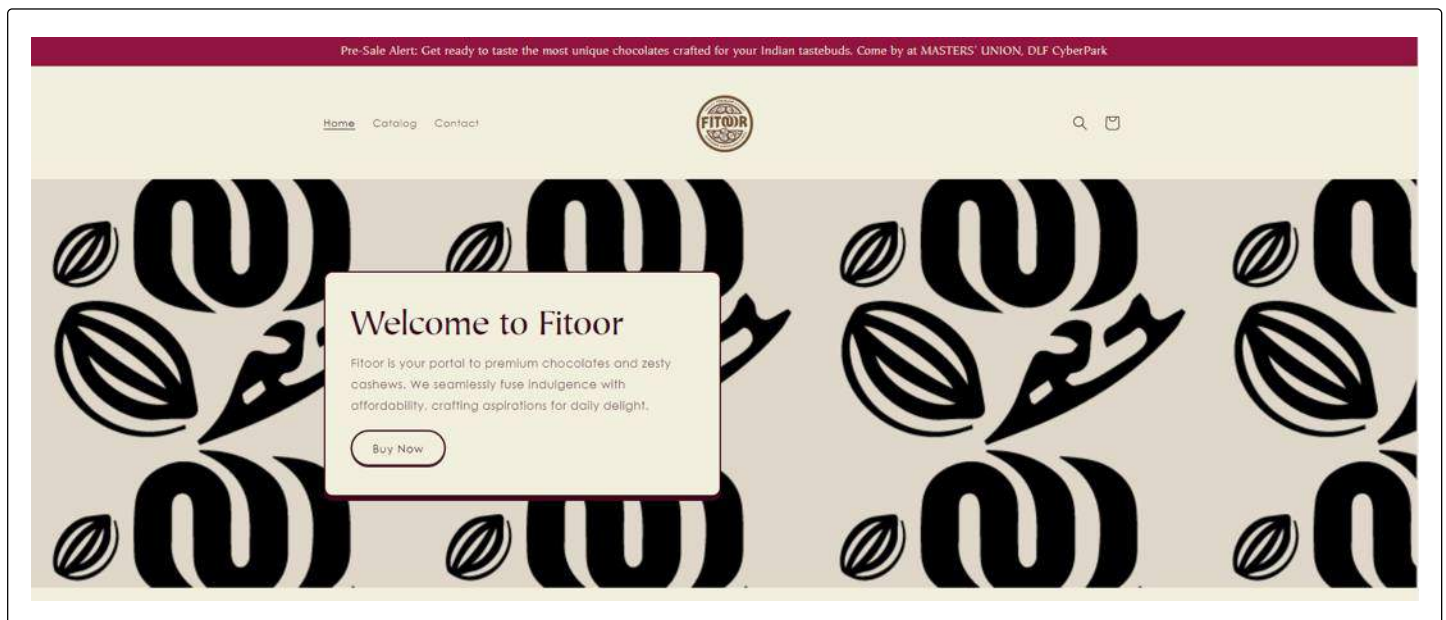 Pre-Sale Alert: Get ready to taste the most unique chocolates crafted for your Indian tastebuds. Come by at MASTERS' UNION, DLF CyberPark
Home Catalog Contact
FITOOR
Welcome to Fitoor
Fitoor is your portal to premium chocolates and zesty
cashews. We seamlessly fuse indulgence with
affordability, crafting aspirations for daily delight.
Buy Now